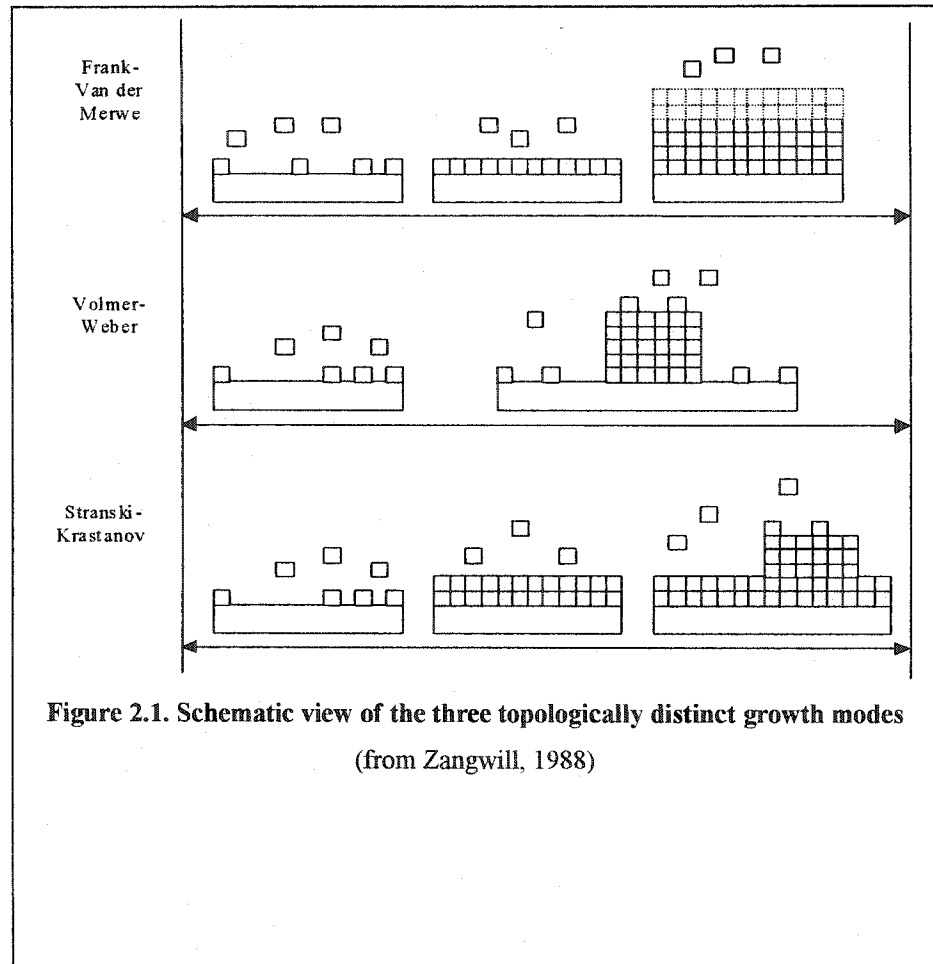 Frank-
Van der
Merwe
Volmer-
Weber
Stranski-
Krastanov
Figure 2.1. Schematic view of the three topologically distinct growth modes
(from Zangwill, 1988)